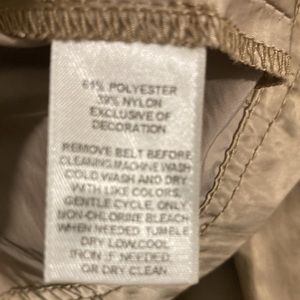 61% POLYESTER
39% NYLON
EXCLUSIVE OF
DECORATION
REMOVE BELT BEFORE
CLEANING.MACHINE WASH
COLD WASH AND DRY
WITH LIKE COLORS.
GENTLE CYCLE. ONLY
NON-CHLORINE BLEACH
WHEN NEEDED. TUMBLE
DRY LOW.COOL
IRON IF NEEDED.
OR DRY CLEAN